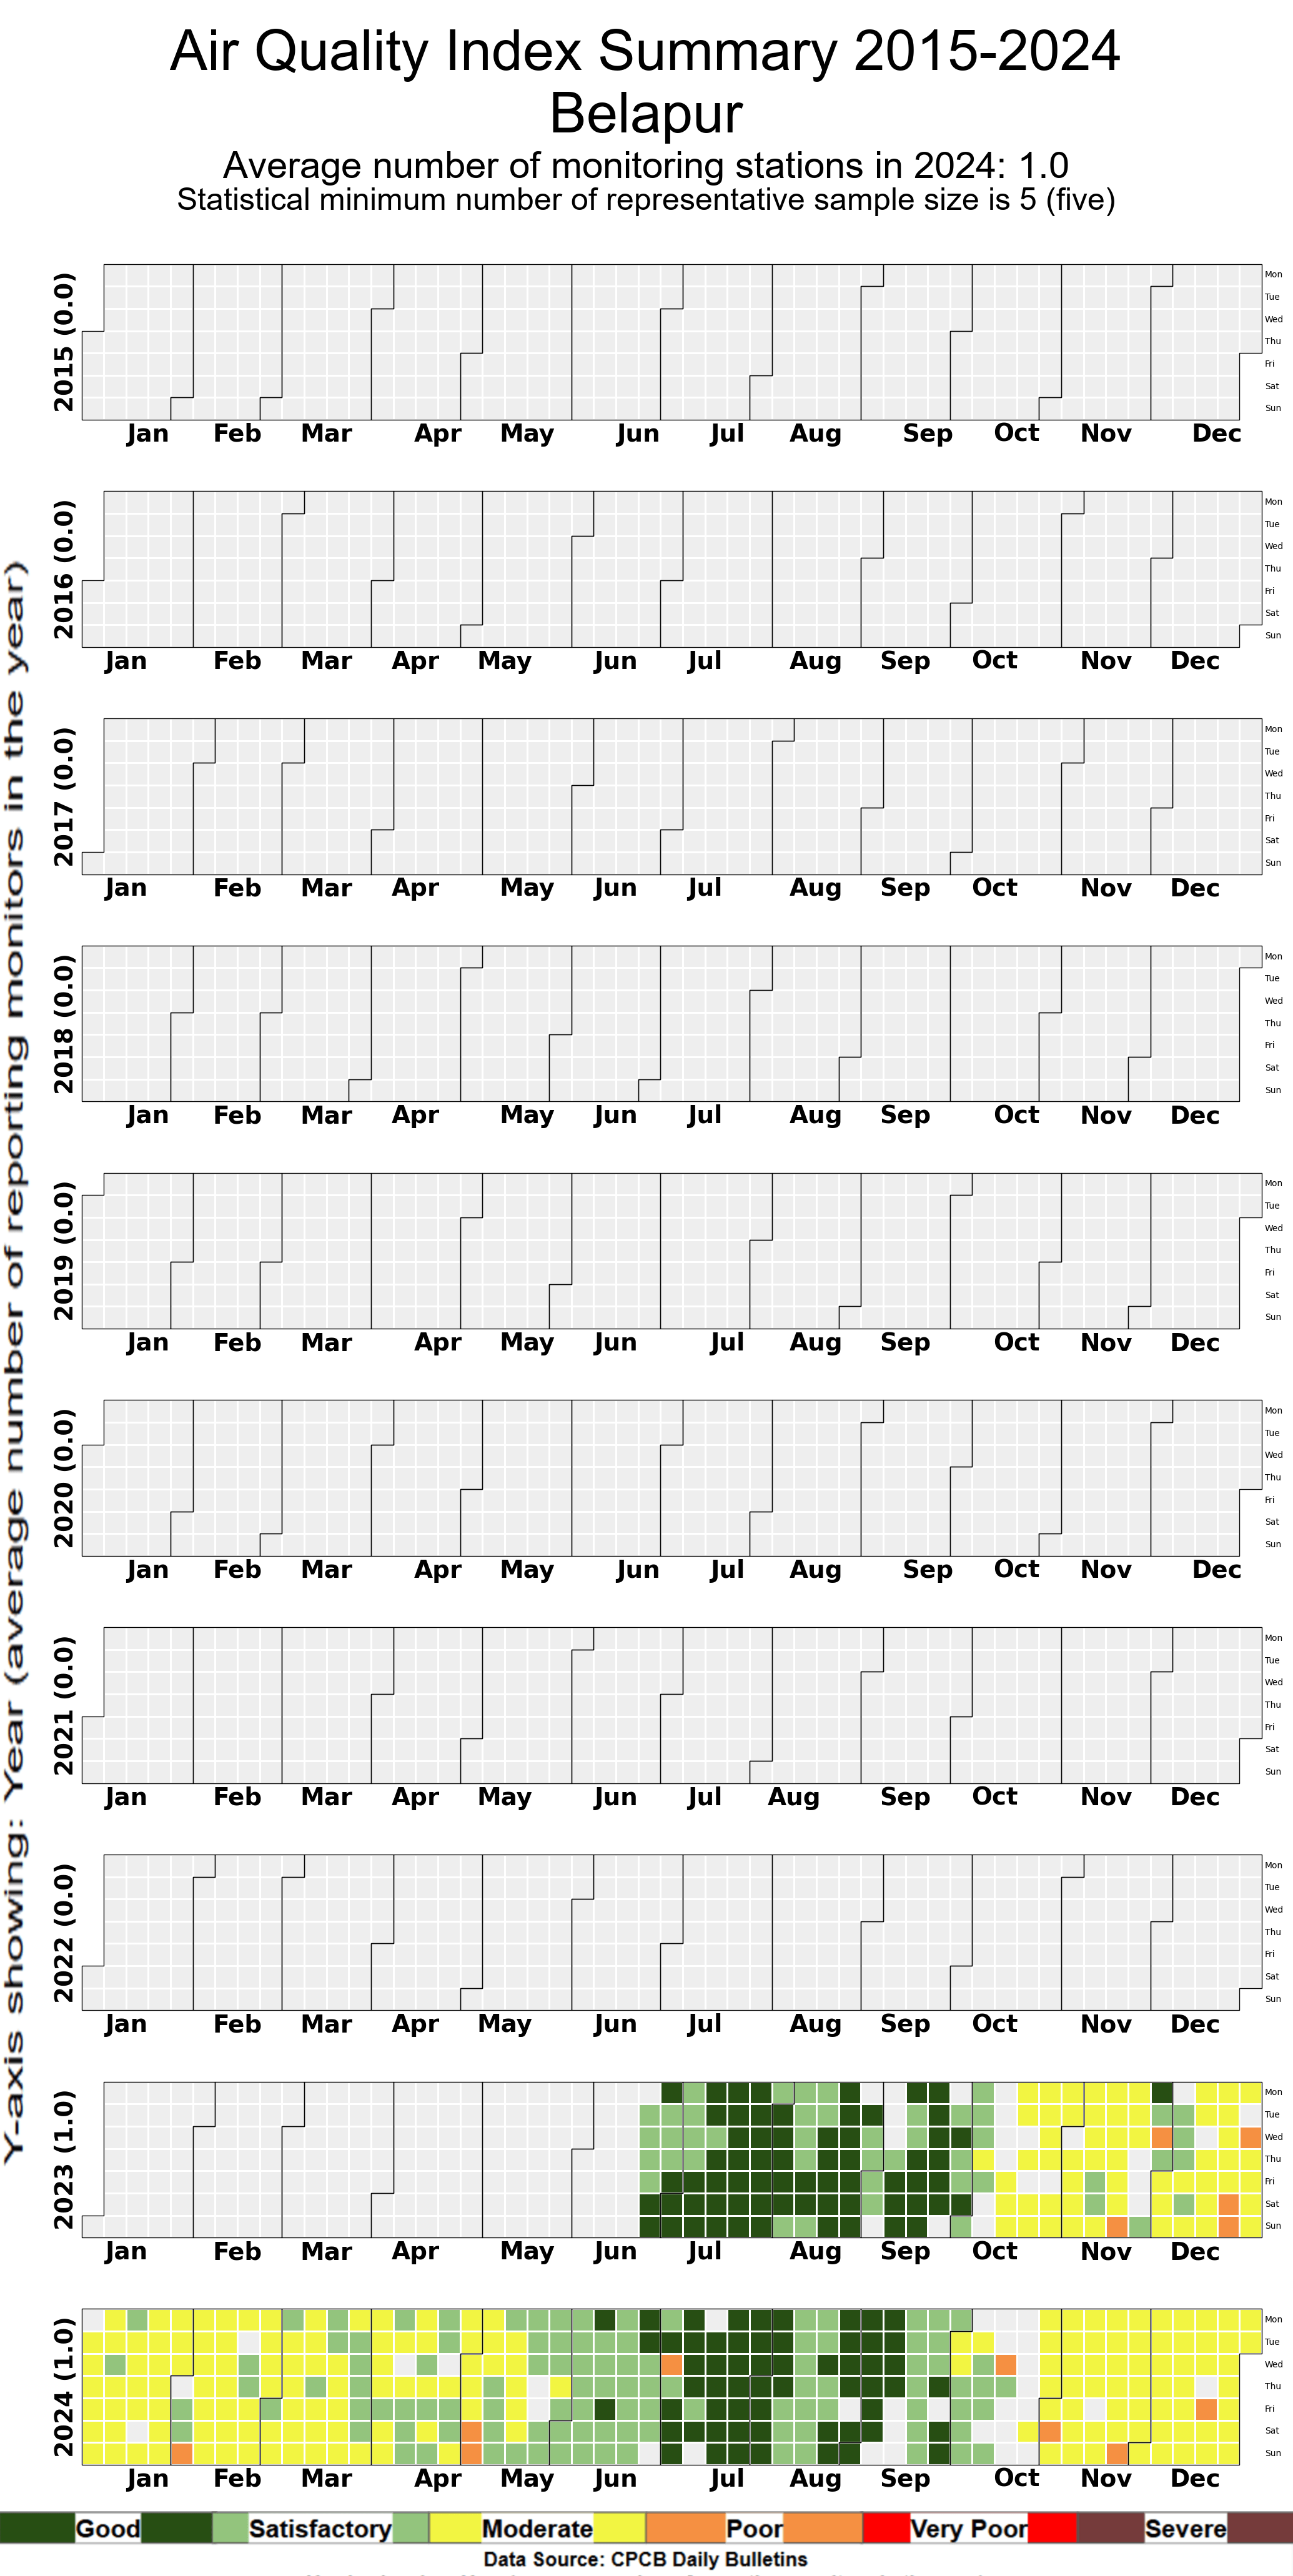 Air Quality Index Summary 2015-2024
Belapur
Average number of monitoring stations in 2024: 1.0
Statistical minimum number of representative sample size is 5 (five)
Y-axis showing: Year (average number of reporting monitors in the year)
2015 (0.0)
Mon
Tue
Wed
Thu
Fri
Sat
Sun
Jan Feb Mar Apr May Jun Jul Aug Sep Oct Nov Dec
2016 (0.0)
Mon
Tue
Wed
Thu
Fri
Sat
Sun
Jan Feb Mar Apr May Jun Jul Aug Sep Oct Nov Dec
2017 (0.0)
Mon
Tue
Wed
Thu
Fri
Sat
Sun
Jan Feb Mar Apr May Jun Jul Aug Sep Oct Nov Dec
2018 (0.0)
Mon
Tue
Wed
Thu
Fri
Sat
Sun
Jan Feb Mar Apr May Jun Jul Aug Sep Oct Nov Dec
2019 (0.0)
Mon
Tue
Wed
Thu
Fri
Sat
Sun
Jan Feb Mar Apr May Jun Jul Aug Sep Oct Nov Dec
2020 (0.0)
Mon
Tue
Wed
Thu
Fri
Sat
Sun
Jan Feb Mar Apr May Jun Jul Aug Sep Oct Nov Dec
2021 (0.0)
Mon
Tue
Wed
Thu
Fri
Sat
Sun
Jan Feb Mar Apr May Jun Jul Aug Sep Oct Nov Dec
2022 (0.0)
Mon
Tue
Wed
Thu
Fri
Sat
Sun
Jan Feb Mar Apr May Jun Jul Aug Sep Oct Nov Dec
2023 (1.0)
Mon
Tue
Wed
Thu
Fri
Sat
Sun
Jan Feb Mar Apr May Jun Jul Aug Sep Oct Nov Dec
2024 (1.0)
Mon
Tue
Wed
Thu
Fri
Sat
Sun
Jan Feb Mar Apr May Jun Jul Aug Sep Oct Nov Dec
Good Satisfactory Moderate Poor Very Poor Severe
Data Source: CPCB Daily Bulletins